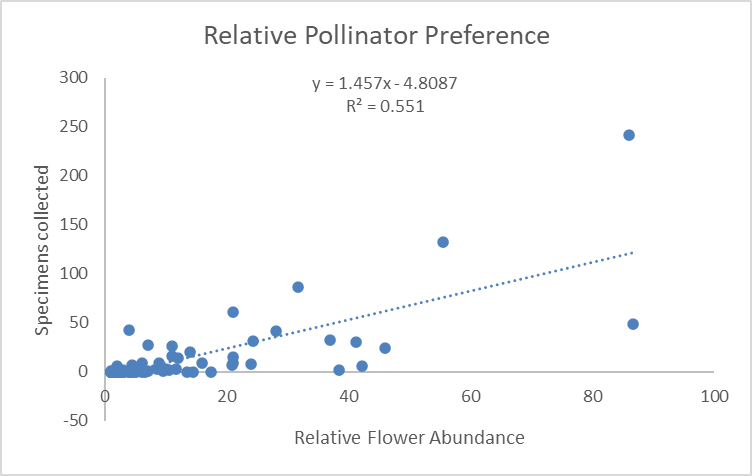 Relative Pollinator Preference
y = 1.457x - 4.8087
R² = 0.551
300
250
200
150
100
50
0
-50
0 20 40 60 80 100
Specimens collected
Relative Flower Abundance